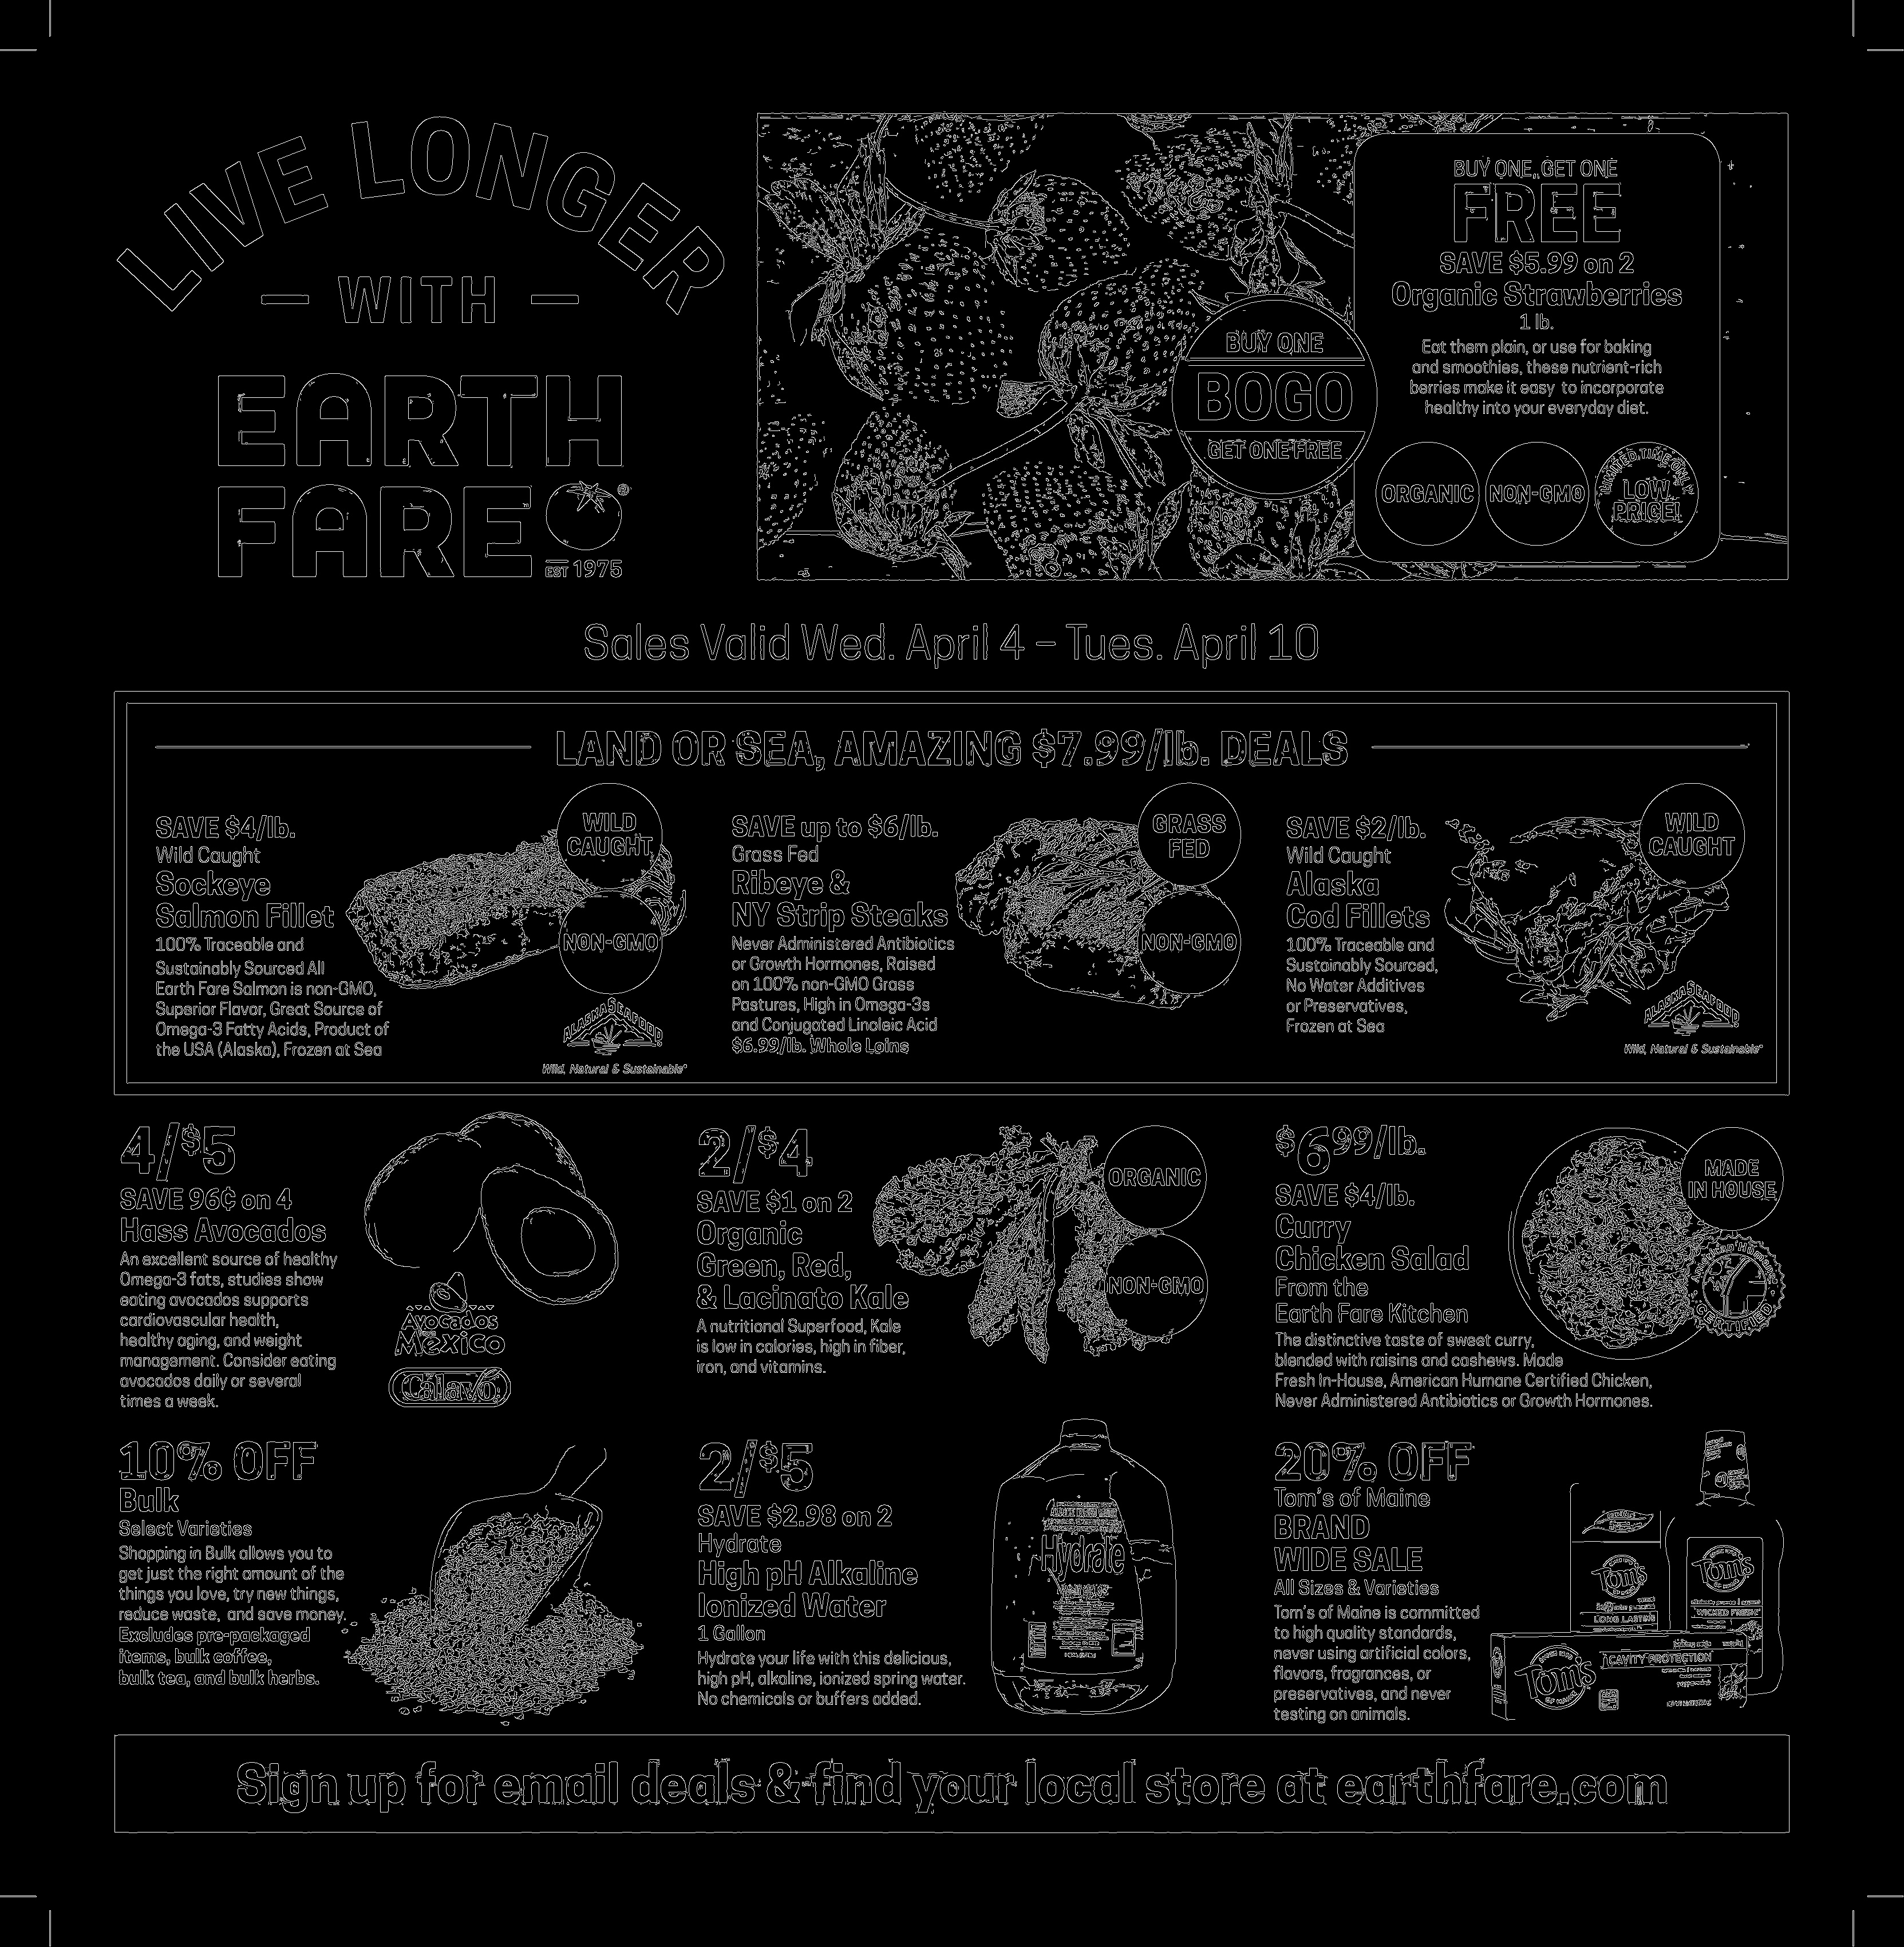 LIVE LONGER
— WITH —
EARTH
FARE®
EST 1975
BUY ONE
BOGO
GET ONE FREE
BUY ONE, GET ONE
FREE
SAVE $5.99 on 2
Organic Strawberries
1 lb.
Eat them plain, or use for baking
and smoothies, these nutrient-rich
berries make it easy to incorporate
healthy into your everyday diet.
ORGANIC
NON-GMO
LIMITED TIME ONLY
LOW
PRICE!
Sales Valid Wed. April 4 – Tues. April 10
LAND OR SEA, AMAZING $7.99/lb. DEALS
SAVE $4/lb.
Wild Caught
Sockeye
Salmon Fillet
100% Traceable and
Sustainably Sourced All
Earth Fare Salmon is non-GMO,
Superior Flavor, Great Source of
Omega-3 Fatty Acids, Product of
the USA (Alaska), Frozen at Sea
WILD
CAUGHT
NON-GMO
ALASKA SEAFOOD
Wild, Natural & Sustainable®
SAVE up to $6/lb.
Grass Fed
Ribeye &
NY Strip Steaks
Never Administered Antibiotics
or Growth Hormones, Raised
on 100% non-GMO Grass
Pastures, High in Omega-3s
and Conjugated Linoleic Acid
$6.99/lb. Whole Loins
GRASS
FED
NON-GMO
SAVE $2/lb.
Wild Caught
Alaska
Cod Fillets
100% Traceable and
Sustainably Sourced,
No Water Additives
or Preservatives,
Frozen at Sea
WILD
CAUGHT
ALASKA SEAFOOD
Wild, Natural & Sustainable®
4/$5
SAVE 96¢ on 4
Hass Avocados
An excellent source of healthy
Omega-3 fats, studies show
eating avocados supports
cardiovascular health,
healthy aging, and weight
management. Consider eating
avocados daily or several
times a week.
Avocados
from
Mexico
Calavo
2/$4
SAVE $1 on 2
Organic
Green, Red,
& Lacinato Kale
A nutritional Superfood, Kale
is low in calories, high in fiber,
iron, and vitamins.
ORGANIC
NON-GMO
$6.99/lb.
SAVE $4/lb.
Curry
Chicken Salad
From the
Earth Fare Kitchen
The distinctive taste of sweet curry,
blended with raisins and cashews. Made
Fresh In-House, American Humane Certified Chicken,
Never Administered Antibiotics or Growth Hormones.
MADE
IN HOUSE
American Humane
CERTIFIED
10% OFF
Bulk
Select Varieties
Shopping in Bulk allows you to
get just the right amount of the
things you love, try new things,
reduce waste, and save money.
Excludes pre-packaged
items, bulk coffee,
bulk tea, and bulk herbs.
2/$5
SAVE $2.98 on 2
Hydrate
High pH Alkaline
Ionized Water
1 Gallon
Hydrate your life with this delicious,
high pH, alkaline, ionized spring water.
No chemicals or buffers added.
Hydrate
20% OFF
Tom's of Maine
BRAND
WIDE SALE
All Sizes & Varieties
Tom's of Maine is committed
to high quality standards,
never using artificial colors,
flavors, fragrances, or
preservatives, and never
testing on animals.
Tom's
OF MAINE
LONG LASTING
Tom's
OF MAINE
WICKED FRESH!
Tom's
OF MAINE
CAVITY PROTECTION
Sign up for email deals & find your local store at earthfare.com